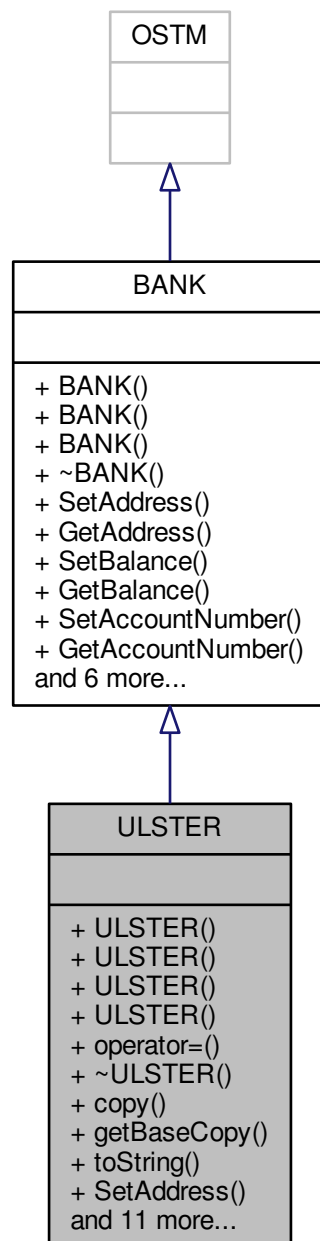 OSTM
BANK
+ BANK()
+ BANK()
+ BANK()
+ ~BANK()
+ SetAddress()
+ GetAddress()
+ SetBalance()
+ GetBalance()
+ SetAccountNumber()
+ GetAccountNumber()
and 6 more...
ULSTER
+ ULSTER()
+ ULSTER()
+ ULSTER()
+ ULSTER()
+ operator=()
+ ~ULSTER()
+ copy()
+ getBaseCopy()
+ toString()
+ SetAddress()
and 11 more...